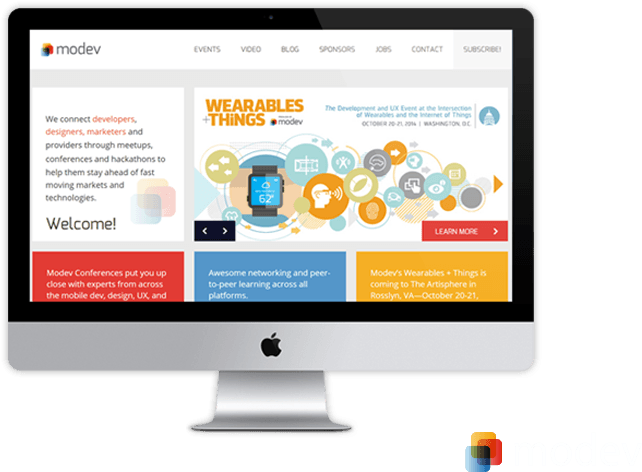 modev
EVENTS VIDEO BLOG SPONSORS JOBS CONTACT SUBSCRIBE!
We connect developers,
designers, marketers and
providers through meetups,
conferences and hackathons to
help them stay ahead of fast
moving markets and
technologies.
Welcome!
WEARABLES
+THiNGS
modev
The Development and UX Event at the Intersection
of Wearables and the Internet of Things
OCTOBER 20-21, 2014 | WASHINGTON, D.C.
62°
LEARN MORE
Modev Conferences put you up
close with experts from across
the mobile dev, design, UX, and
Awesome networking and peer-
to-peer learning across all
platforms.
Modev's Wearables + Things is
coming to The Artisphere in
Rosslyn, VA—October 20-21,